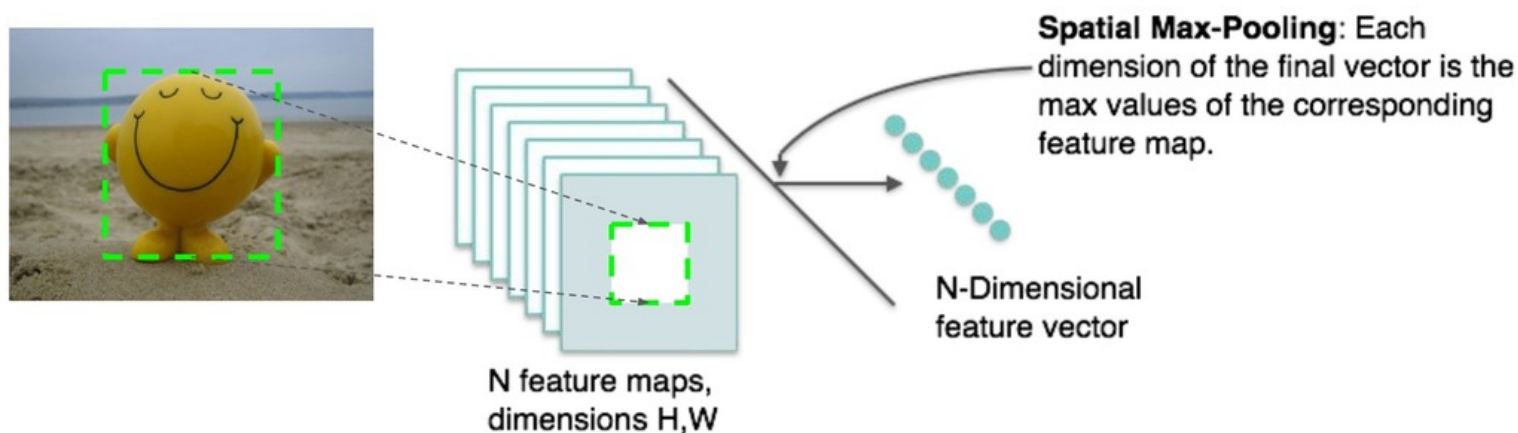 Spatial Max-Pooling: Each
dimension of the final vector is the
max values of the corresponding
feature map.
N-Dimensional
feature vector
N feature maps,
dimensions H,W